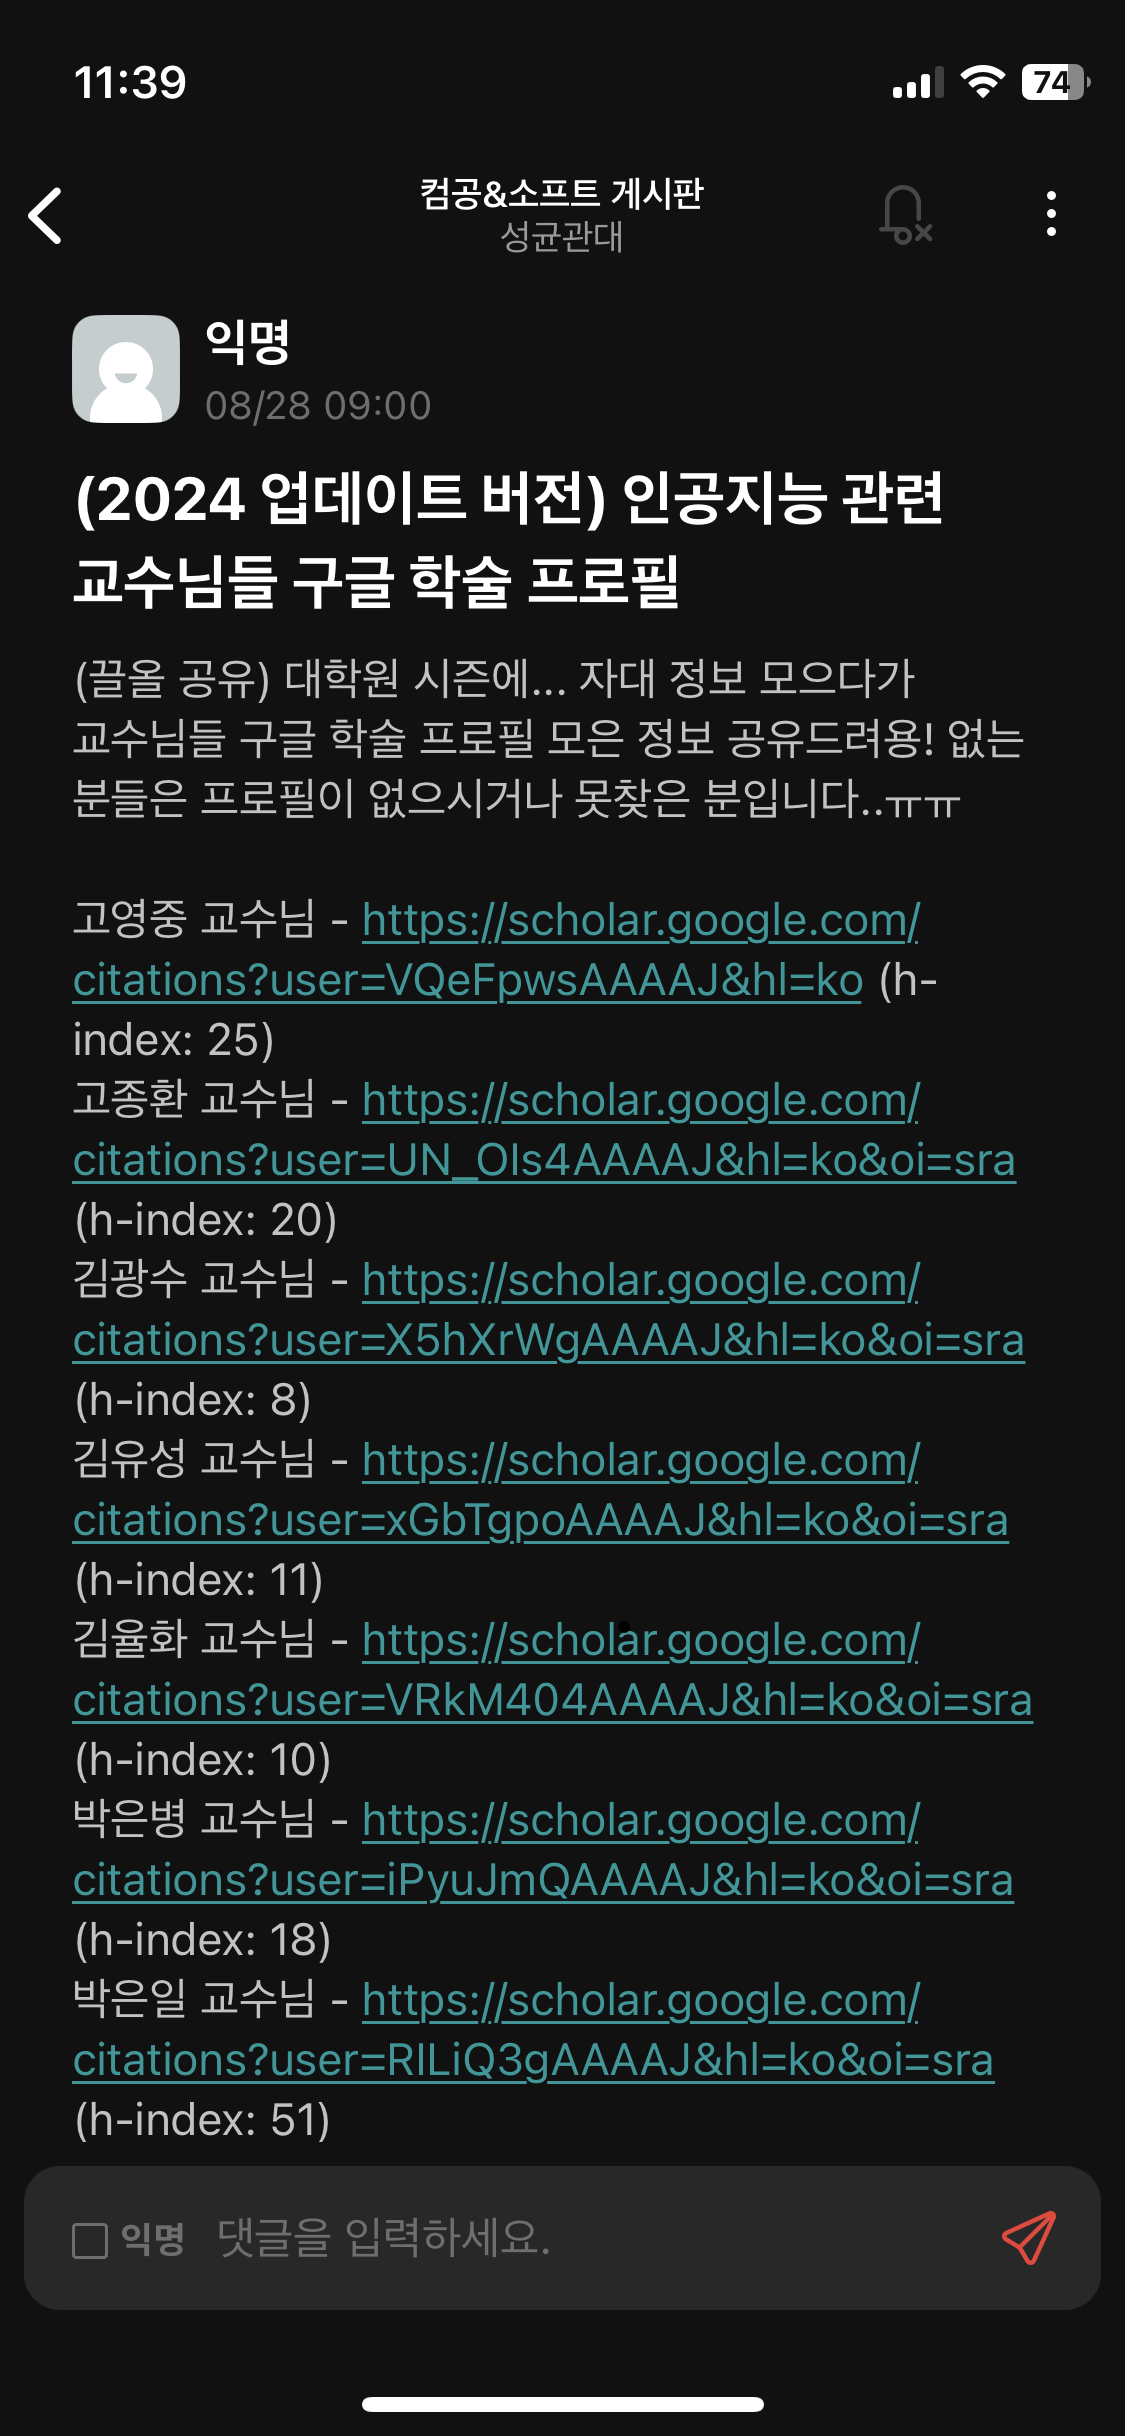 11:39
74
컴공&소프트 게시판
성균관대
익명
08/28 09:00
(2024 업데이트 버전) 인공지능 관련
교수님들 구글 학술 프로필
(끌올 공유) 대학원 시즌에... 자대 정보 모으다가
교수님들 구글 학술 프로필 모은 정보 공유드려용! 없는
분들은 프로필이 없으시거나 못찾은 분입니다..ㅠㅠ
고영중 교수님 - https://scholar.google.com/
citations?user=VQeFpwsAAAAJ&hl=ko (h-
index: 25)
고종환 교수님 - https://scholar.google.com/
citations?user=UN_OIs4AAAAJ&hl=ko&oi=sra
(h-index: 20)
김광수 교수님 - https://scholar.google.com/
citations?user=X5hXrWgAAAAJ&hl=ko&oi=sra
(h-index: 8)
김유성 교수님 - https://scholar.google.com/
citations?user=xGbTgpoAAAAJ&hl=ko&oi=sra
(h-index: 11)
김율화 교수님 - https://scholar.google.com/
citations?user=VRkM404AAAAJ&hl=ko&oi=sra
(h-index: 10)
박은병 교수님 - https://scholar.google.com/
citations?user=iPyuJmQAAAAJ&hl=ko&oi=sra
(h-index: 18)
박은일 교수님 - https://scholar.google.com/
citations?user=RILiQ3gAAAAJ&hl=ko&oi=sra
(h-index: 51)
익명 댓글을 입력하세요.